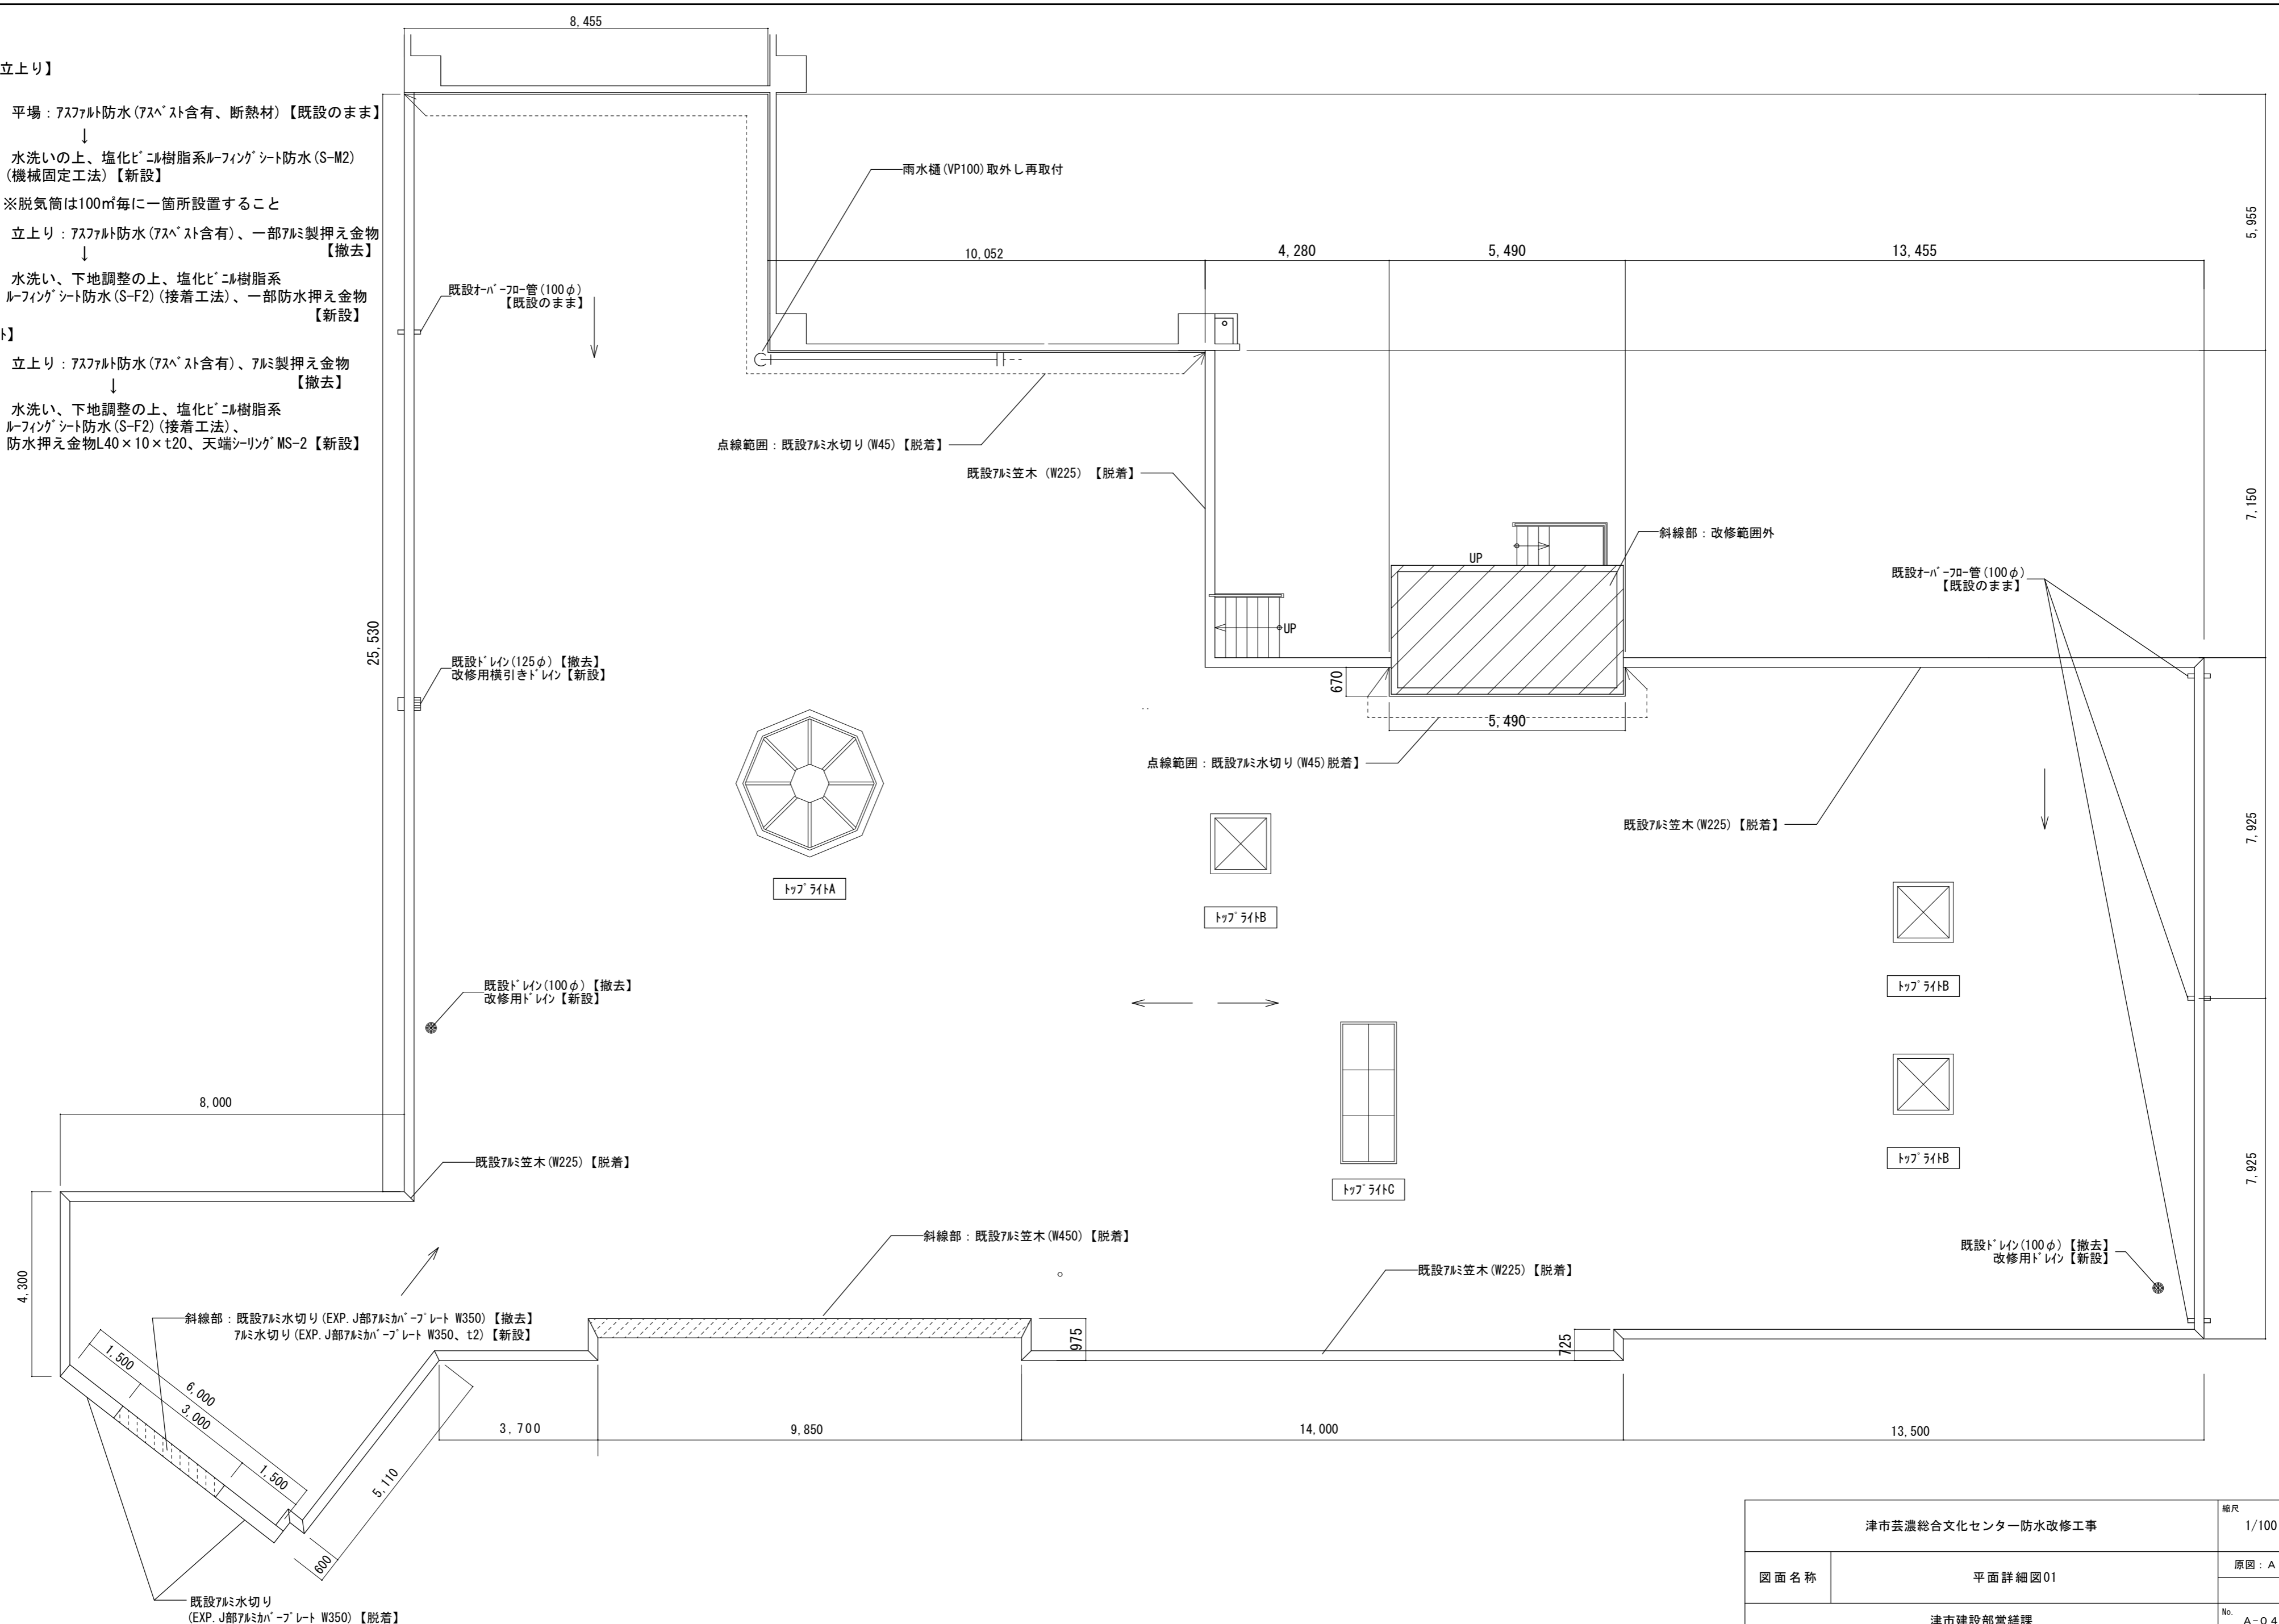 立上り】
平場：ｱｽﾌｧﾙﾄ防水(ｱｽﾍﾞｽﾄ含有、断熱材)【既設のまま】
↓
水洗いの上、塩化ﾋﾞﾆﾙ樹脂系ﾙｰﾌｨﾝｸﾞｼｰﾄ防水(S-M2)
(機械固定工法)【新設】
※脱気筒は100㎡毎に一箇所設置すること
立上り：ｱｽﾌｧﾙﾄ防水(ｱｽﾍﾞｽﾄ含有)、一部ｱﾙﾐ製押え金物
【撤去】
↓
水洗い、下地調整の上、塩化ﾋﾞﾆﾙ樹脂系
ﾙｰﾌｨﾝｸﾞｼｰﾄ防水(S-F2)(接着工法)、一部防水押え金物
【新設】
ﾄ】
立上り：ｱｽﾌｧﾙﾄ防水(ｱｽﾍﾞｽﾄ含有)、ｱﾙﾐ製押え金物
【撤去】
↓
水洗い、下地調整の上、塩化ﾋﾞﾆﾙ樹脂系
ﾙｰﾌｨﾝｸﾞｼｰﾄ防水(S-F2)(接着工法)、
防水押え金物L40×10×t20、天端ｼｰﾘﾝｸﾞMS-2【新設】
8,455
雨水樋(VP100)取外し再取付
10,052
4,280
5,490
13,455
5,955
既設ｵｰﾊﾞｰﾌﾛｰ管(100φ)
【既設のまま】
点線範囲：既設ｱﾙﾐ水切り(W45)【脱着】
既設ｱﾙﾐ笠木（W225）【脱着】
7,150
斜線部：改修範囲外
UP
UP
既設ｵｰﾊﾞｰﾌﾛｰ管(100φ)
【既設のまま】
25,530
既設ﾄﾞﾚｲﾝ(125φ)【撤去】
改修用横引きﾄﾞﾚｲﾝ【新設】
670
5,490
点線範囲：既設ｱﾙﾐ水切り(W45)脱着】
既設ｱﾙﾐ笠木(W225)【脱着】
7,925
ﾄｯﾌﾟﾗｲﾄA
ﾄｯﾌﾟﾗｲﾄB
ﾄｯﾌﾟﾗｲﾄB
既設ﾄﾞﾚｲﾝ(100φ)【撤去】
改修用ﾄﾞﾚｲﾝ【新設】
8,000
ﾄｯﾌﾟﾗｲﾄB
既設ｱﾙﾐ笠木(W225)【脱着】
ﾄｯﾌﾟﾗｲﾄC
7,925
斜線部：既設ｱﾙﾐ笠木(W450)【脱着】
既設ｱﾙﾐ笠木(W225)【脱着】
既設ﾄﾞﾚｲﾝ(100φ)【撤去】
改修用ﾄﾞﾚｲﾝ【新設】
4,300
斜線部：既設ｱﾙﾐ水切り(EXP.J部ｱﾙﾐｶﾊﾞｰﾌﾟﾚｰﾄ W350)【撤去】
ｱﾙﾐ水切り(EXP.J部ｱﾙﾐｶﾊﾞｰﾌﾟﾚｰﾄ W350、t2)【新設】
975
725
1,500
6,000
3,000
1,500
5,110
600
3,700
9,850
14,000
13,500
既設ｱﾙﾐ水切り
(EXP.J部ｱﾙﾐｶﾊﾞｰﾌﾟﾚｰﾄ W350)【脱着】
津市芸濃総合文化センター防水改修工事
縮尺
1/100
図面名称
平面詳細図01
原図：A
津市建設部営繕課
No.
A-04